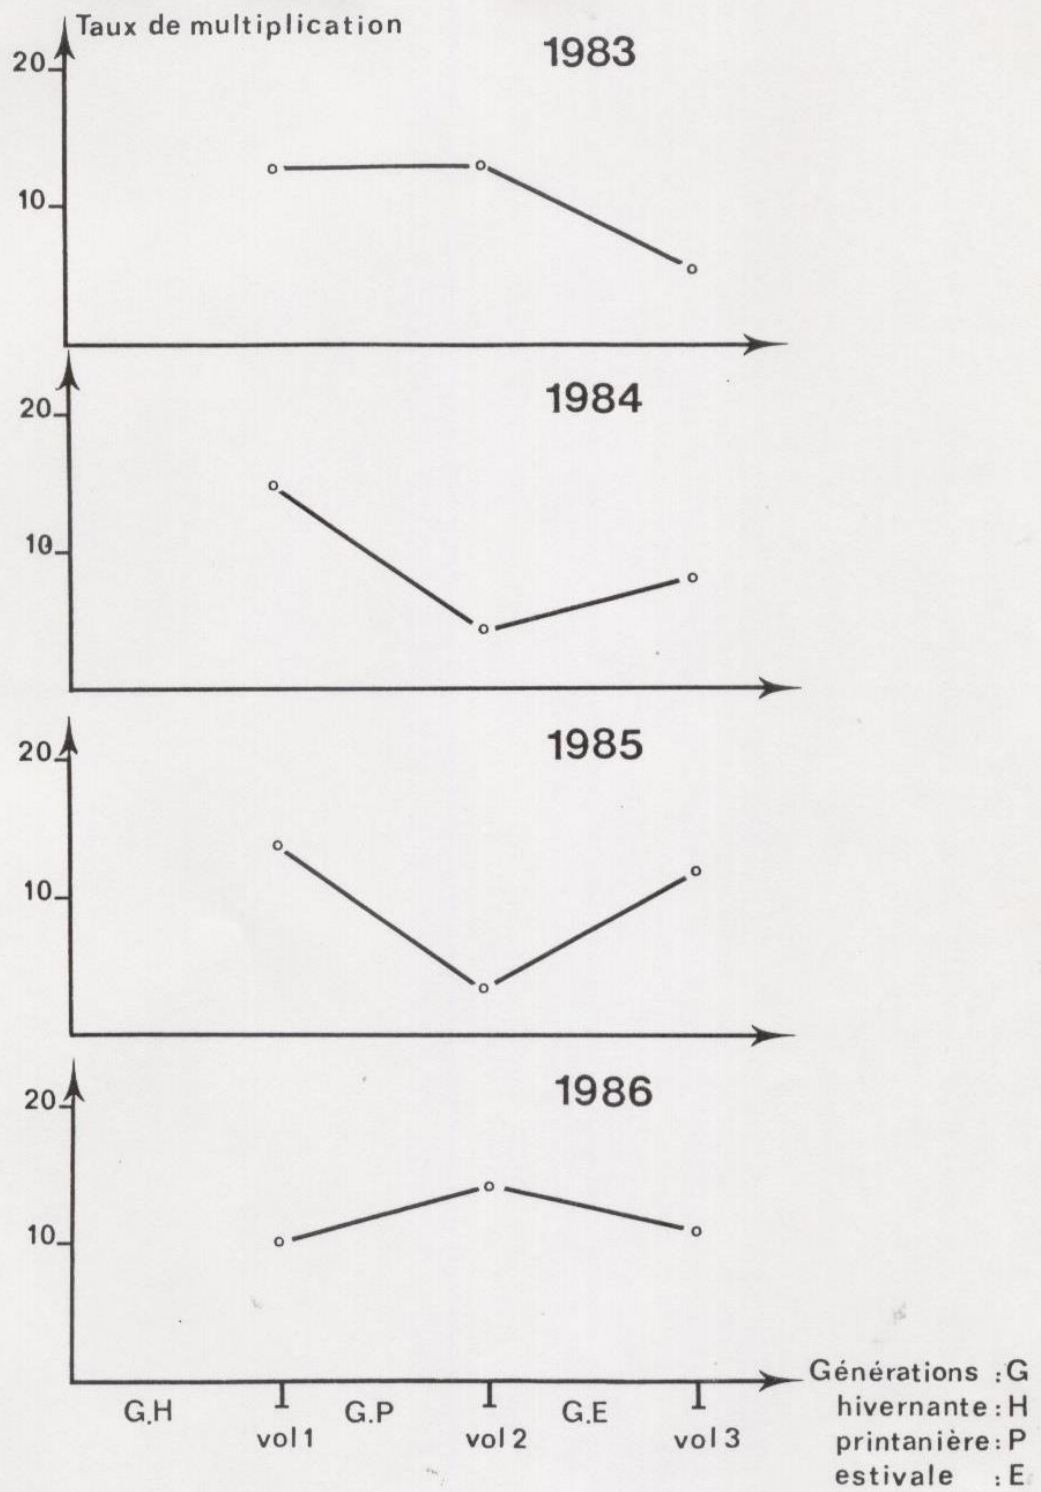 Taux de multiplication
1983
20
10
1984
20
10
1985
20
10
1986
20
10
G.H
G.P
G.E
vol 1
vol 2
vol 3
Générations : G
hivernante : H
printanière : P
estivale : E